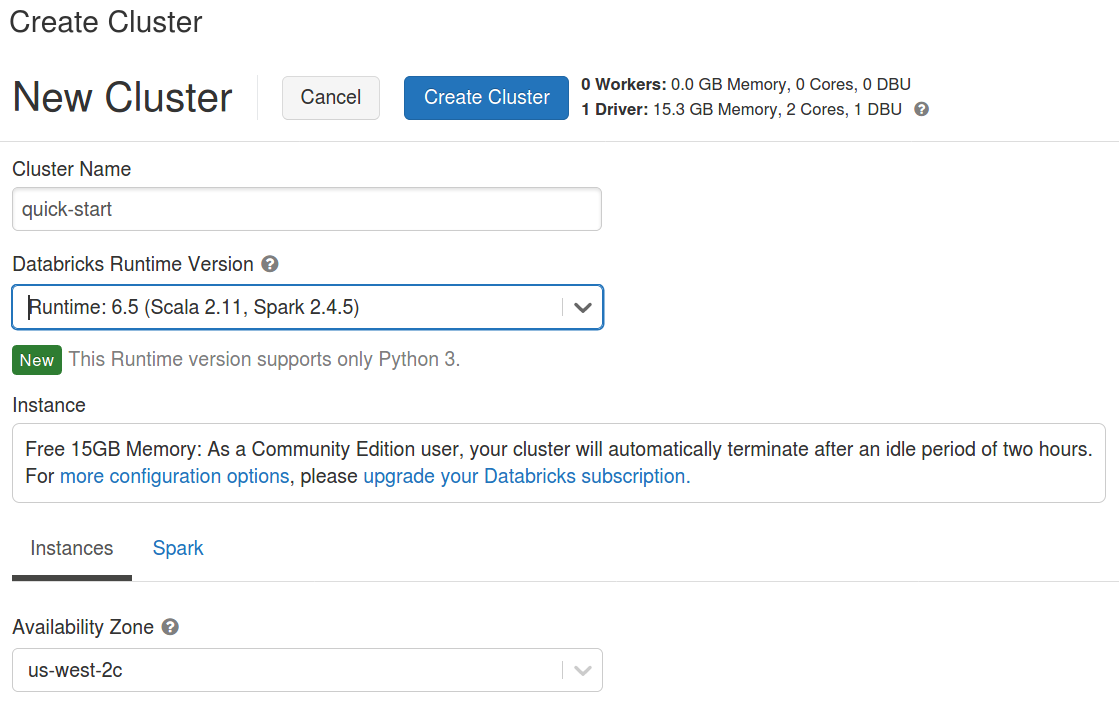 Create Cluster
New Cluster
Cancel
Create Cluster
0 Workers: 0.0 GB Memory, 0 Cores, 0 DBU
1 Driver: 15.3 GB Memory, 2 Cores, 1 DBU ?
Cluster Name
quick-start
Databricks Runtime Version ?
Runtime: 6.5 (Scala 2.11, Spark 2.4.5)
New This Runtime version supports only Python 3.
Instance
Free 15GB Memory: As a Community Edition user, your cluster will automatically terminate after an idle period of two hours.
For more configuration options, please upgrade your Databricks subscription.
Instances Spark
Availability Zone ?
us-west-2c